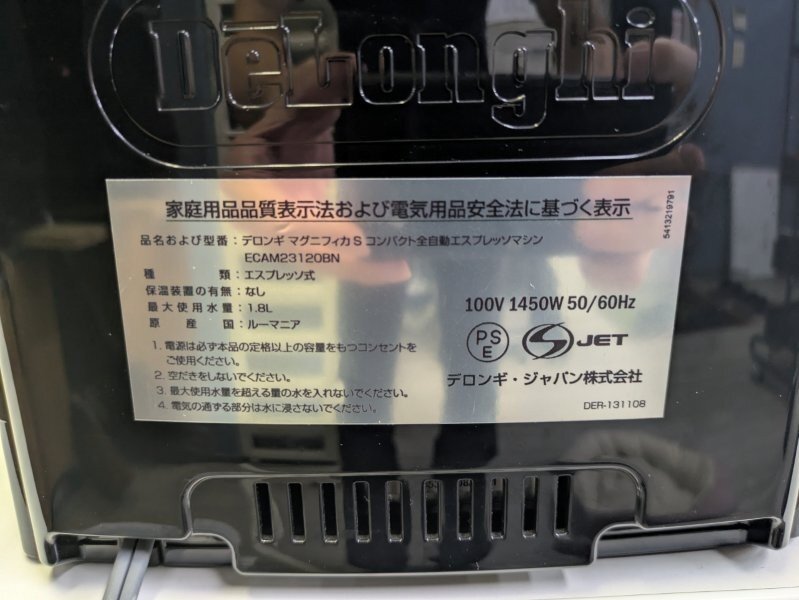 DeLonghi
家庭用品品質表示法および電気用品安全法に基づく表示
品名および型番：デロンギ マグニフィカS コンパクト全自動エスプレッソマシン
ECAM23120BN
種類：エスプレッソ式
保温装置の有無：なし
最大使用水量：1.8L
原産国：ルーマニア
1. 電源は必ず本品の定格以上の容量をもつコンセントを
ご使用ください。
2. 空だきをしないでください。
3. 最大使用水量を超える量の水を入れないでください。
4. 電気の通ずる部分は水に浸さないでください。
100V 1450W 50/60Hz
PS
E
JET
デロンギ・ジャパン株式会社
DER-131108
5413219791